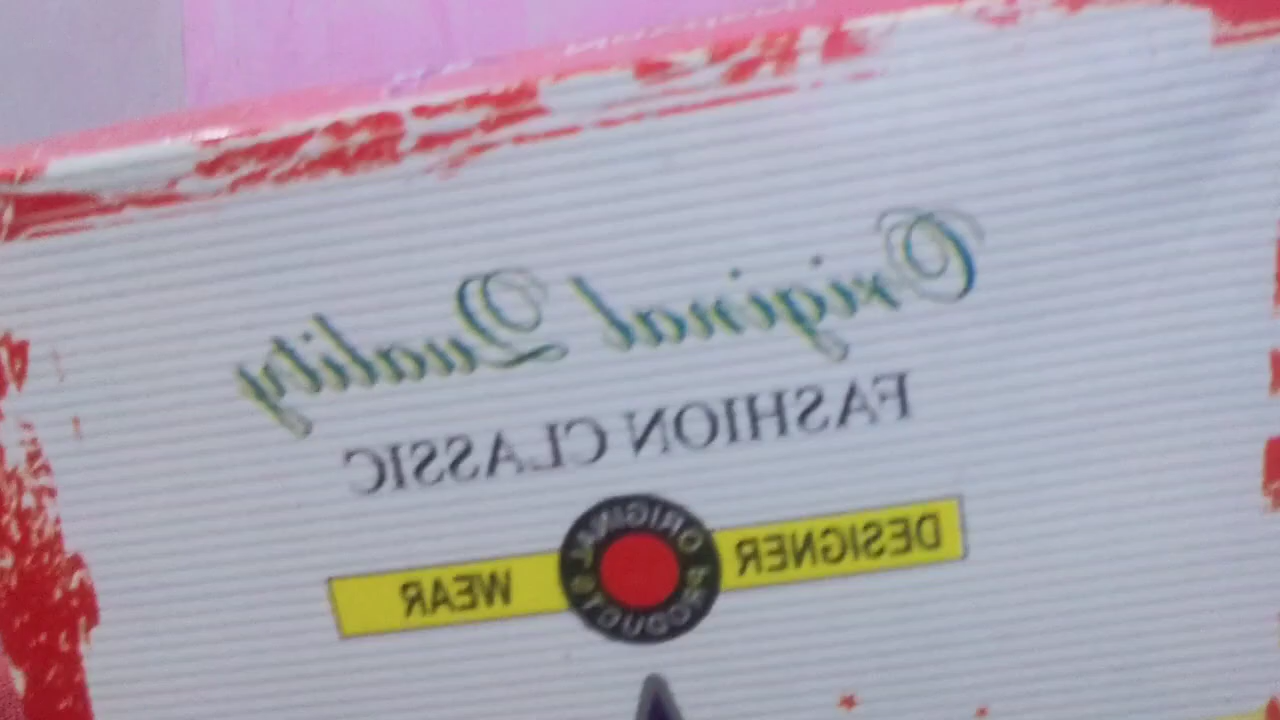 Original Quality
FASHION CLASSIC
DESIGNER WEAR
ORIGINAL PRODUCTS